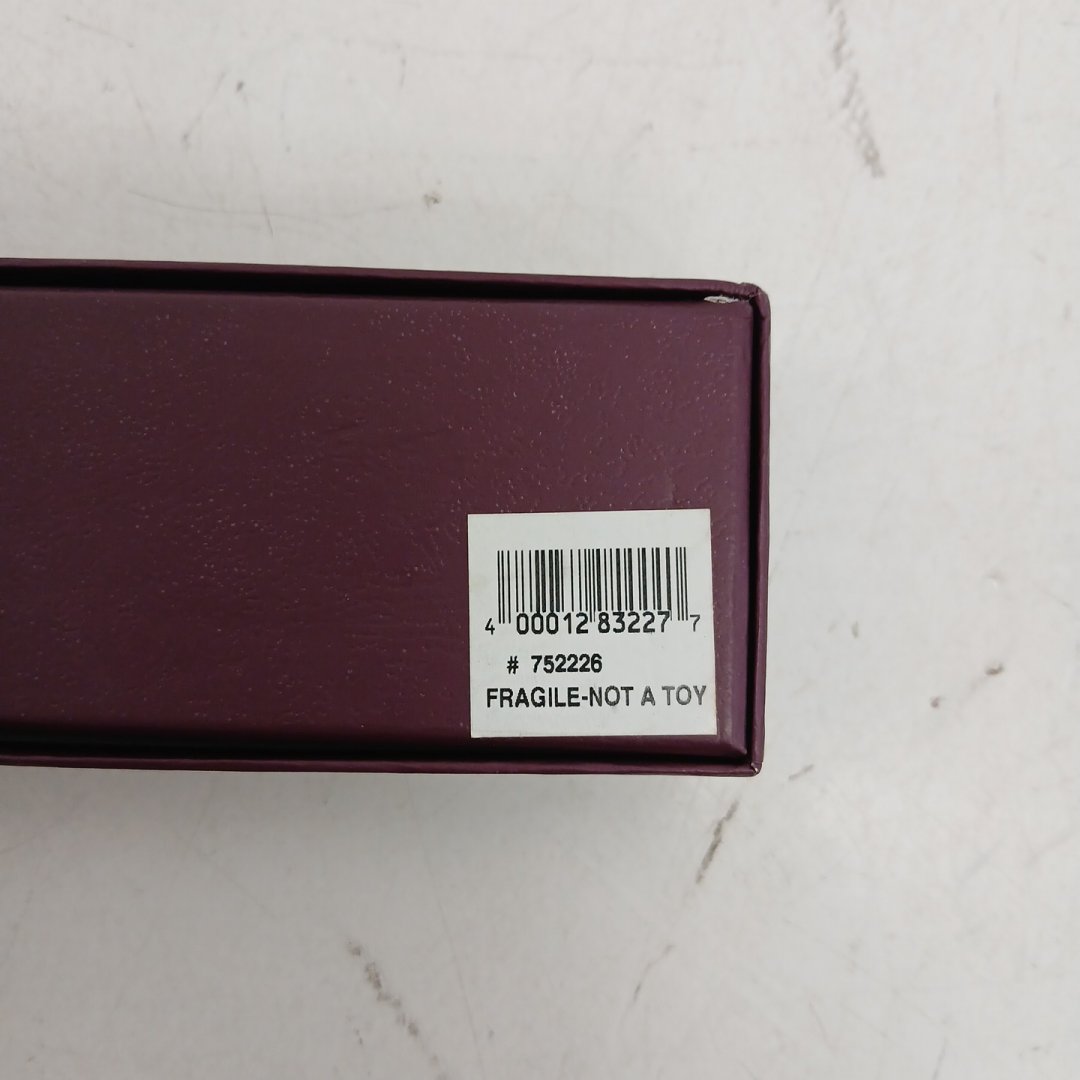 4 00012 83227 7
# 752226
FRAGILE-NOT A TOY